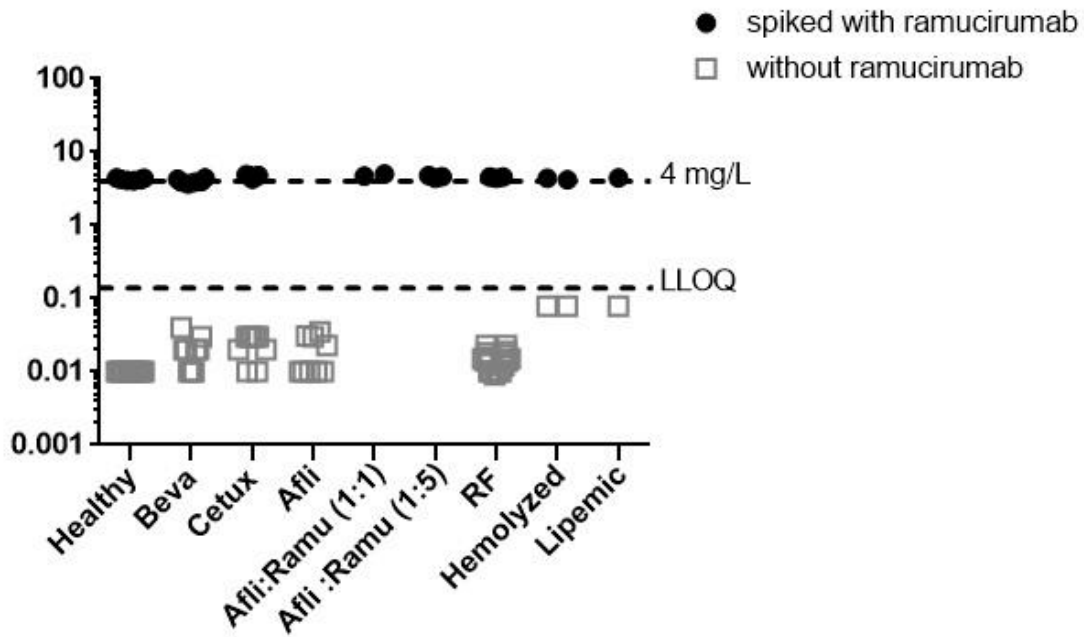 spiked with ramucirumab
without ramucirumab
100
10
4 mg/L
1
LLOQ
0.1
0.01
0.001
Healthy
Beva
Cetux
Afli
Afli:Ramu (1:1)
Afli :Ramu (1:5)
RF
Hemolyzed
Lipemic